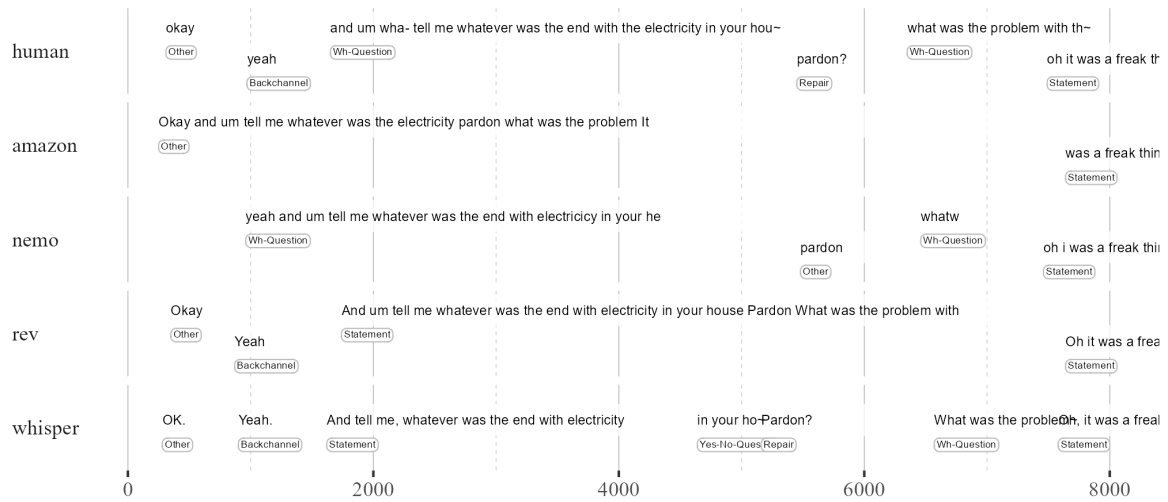 okay and um wha- tell me whatever was the end with the electricity in your hou~ what was the problem with th~
human Other Wh-Question Wh-Question
yeah pardon? oh it was a freak th
Backchannel Repair Statement
Okay and um tell me whatever was the electricity pardon what was the problem It
amazon Other
was a freak thin
Statement
yeah and um tell me whatever was the end with electricicy in your he whatw
nemo Wh-Question Wh-Question
pardon oh i was a freak thi
Other Statement
Okay And um tell me whatever was the end with electricity in your house Pardon What was the problem with
rev Other Statement
Yeah Oh it was a frea
Backchannel Statement
OK. Yeah. And tell me, whatever was the end with electricity in your ho~ Pardon? What was the problem Oh, it was a freal
whisper Other Backchannel Statement Yes-No-Ques Repair Wh-Question Statement
0 2000 4000 6000 8000